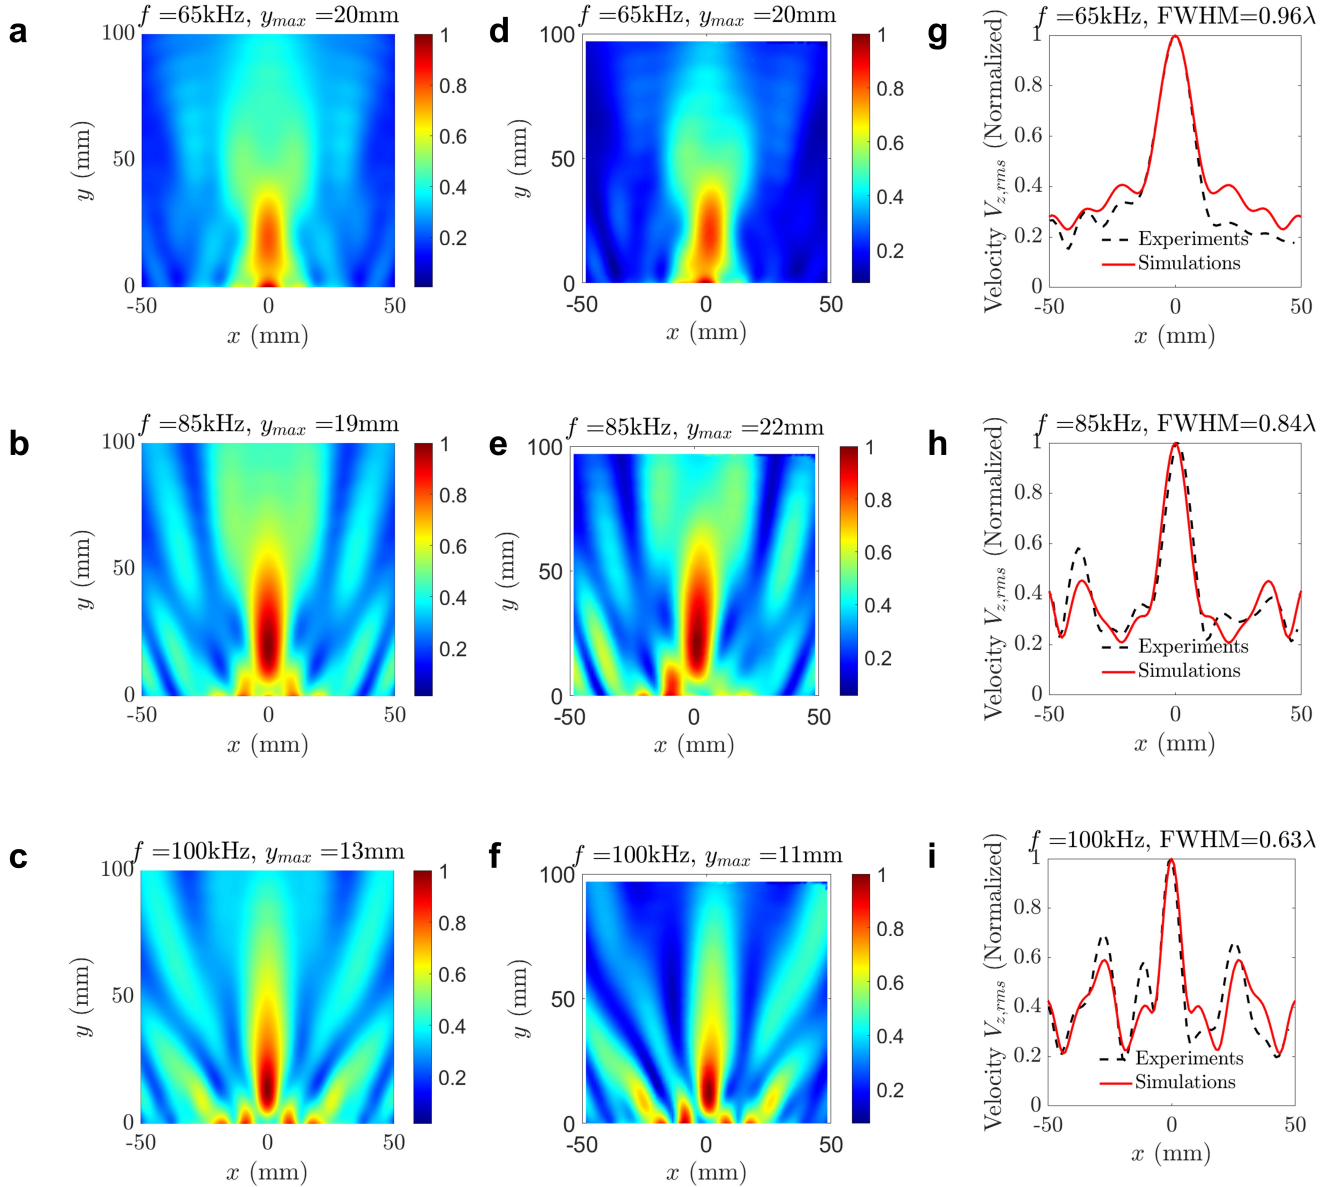 a
f =65kHz, y_max =20mm
100
50
0
-50
0
50
y (mm)
x (mm)
1
0.8
0.6
0.4
0.2
d
f =65kHz, y_max =20mm
100
50
0
-50
0
50
y (mm)
x (mm)
1
0.8
0.6
0.4
0.2
g
f =65kHz, FWHM=0.96λ
1
0.8
0.6
0.4
0.2
0
-50
0
50
Velocity V_z,rms (Normalized)
x (mm)
Experiments
Simulations
b
f =85kHz, y_max =19mm
100
50
0
-50
0
50
y (mm)
x (mm)
1
0.8
0.6
0.4
0.2
e
f =85kHz, y_max =22mm
100
50
0
-50
0
50
y (mm)
x (mm)
1
0.8
0.6
0.4
0.2
h
f =85kHz, FWHM=0.84λ
1
0.8
0.6
0.4
0.2
0
-50
0
50
Velocity V_z,rms (Normalized)
x (mm)
Experiments
Simulations
c
f =100kHz, y_max =13mm
100
50
0
-50
0
50
y (mm)
x (mm)
1
0.8
0.6
0.4
0.2
f
f =100kHz, y_max =11mm
100
50
0
-50
0
50
y (mm)
x (mm)
1
0.8
0.6
0.4
0.2
i
f =100kHz, FWHM=0.63λ
1
0.8
0.6
0.4
0.2
0
-50
0
50
Velocity V_z,rms (Normalized)
x (mm)
Experiments
Simulations